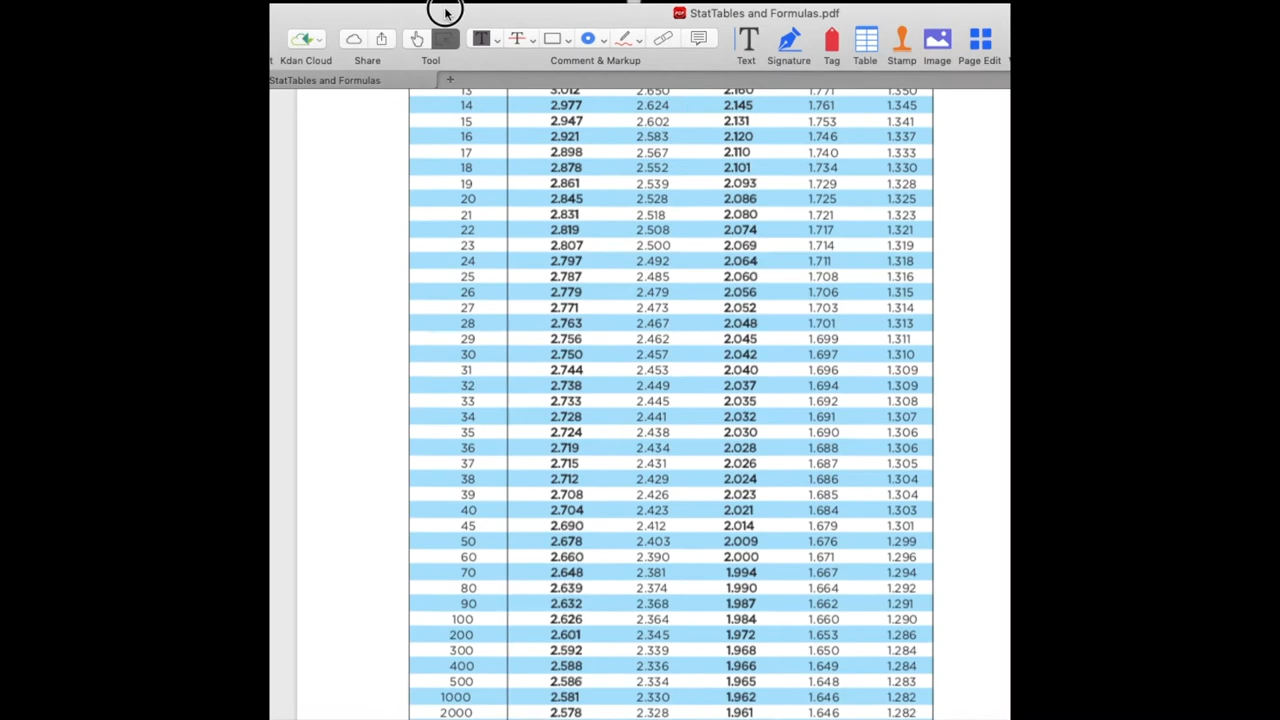 StatTables and Formulas.pdf
Kdan Cloud Share Tool Comment & Markup Text Signature Tag Table Stamp Image Page Edit
StatTables and Formulas +
13 3.012 2.650 2.160 1.771 1.350
14 2.977 2.624 2.145 1.761 1.345
15 2.947 2.602 2.131 1.753 1.341
16 2.921 2.583 2.120 1.746 1.337
17 2.898 2.567 2.110 1.740 1.333
18 2.878 2.552 2.101 1.734 1.330
19 2.861 2.539 2.093 1.729 1.328
20 2.845 2.528 2.086 1.725 1.325
21 2.831 2.518 2.080 1.721 1.323
22 2.819 2.508 2.074 1.717 1.321
23 2.807 2.500 2.069 1.714 1.319
24 2.797 2.492 2.064 1.711 1.318
25 2.787 2.485 2.060 1.708 1.316
26 2.779 2.479 2.056 1.706 1.315
27 2.771 2.473 2.052 1.703 1.314
28 2.763 2.467 2.048 1.701 1.313
29 2.756 2.462 2.045 1.699 1.311
30 2.750 2.457 2.042 1.697 1.310
31 2.744 2.453 2.040 1.696 1.309
32 2.738 2.449 2.037 1.694 1.309
33 2.733 2.445 2.035 1.692 1.308
34 2.728 2.441 2.032 1.691 1.307
35 2.724 2.438 2.030 1.690 1.306
36 2.719 2.434 2.028 1.688 1.306
37 2.715 2.431 2.026 1.687 1.305
38 2.712 2.429 2.024 1.686 1.304
39 2.708 2.426 2.023 1.685 1.304
40 2.704 2.423 2.021 1.684 1.303
45 2.690 2.412 2.014 1.679 1.301
50 2.678 2.403 2.009 1.676 1.299
60 2.660 2.390 2.000 1.671 1.296
70 2.648 2.381 1.994 1.667 1.294
80 2.639 2.374 1.990 1.664 1.292
90 2.632 2.368 1.987 1.662 1.291
100 2.626 2.364 1.984 1.660 1.290
200 2.601 2.345 1.972 1.653 1.286
300 2.592 2.339 1.968 1.650 1.284
400 2.588 2.336 1.966 1.649 1.284
500 2.586 2.334 1.965 1.648 1.283
1000 2.581 2.330 1.962 1.646 1.282
2000 2.578 2.328 1.961 1.646 1.282